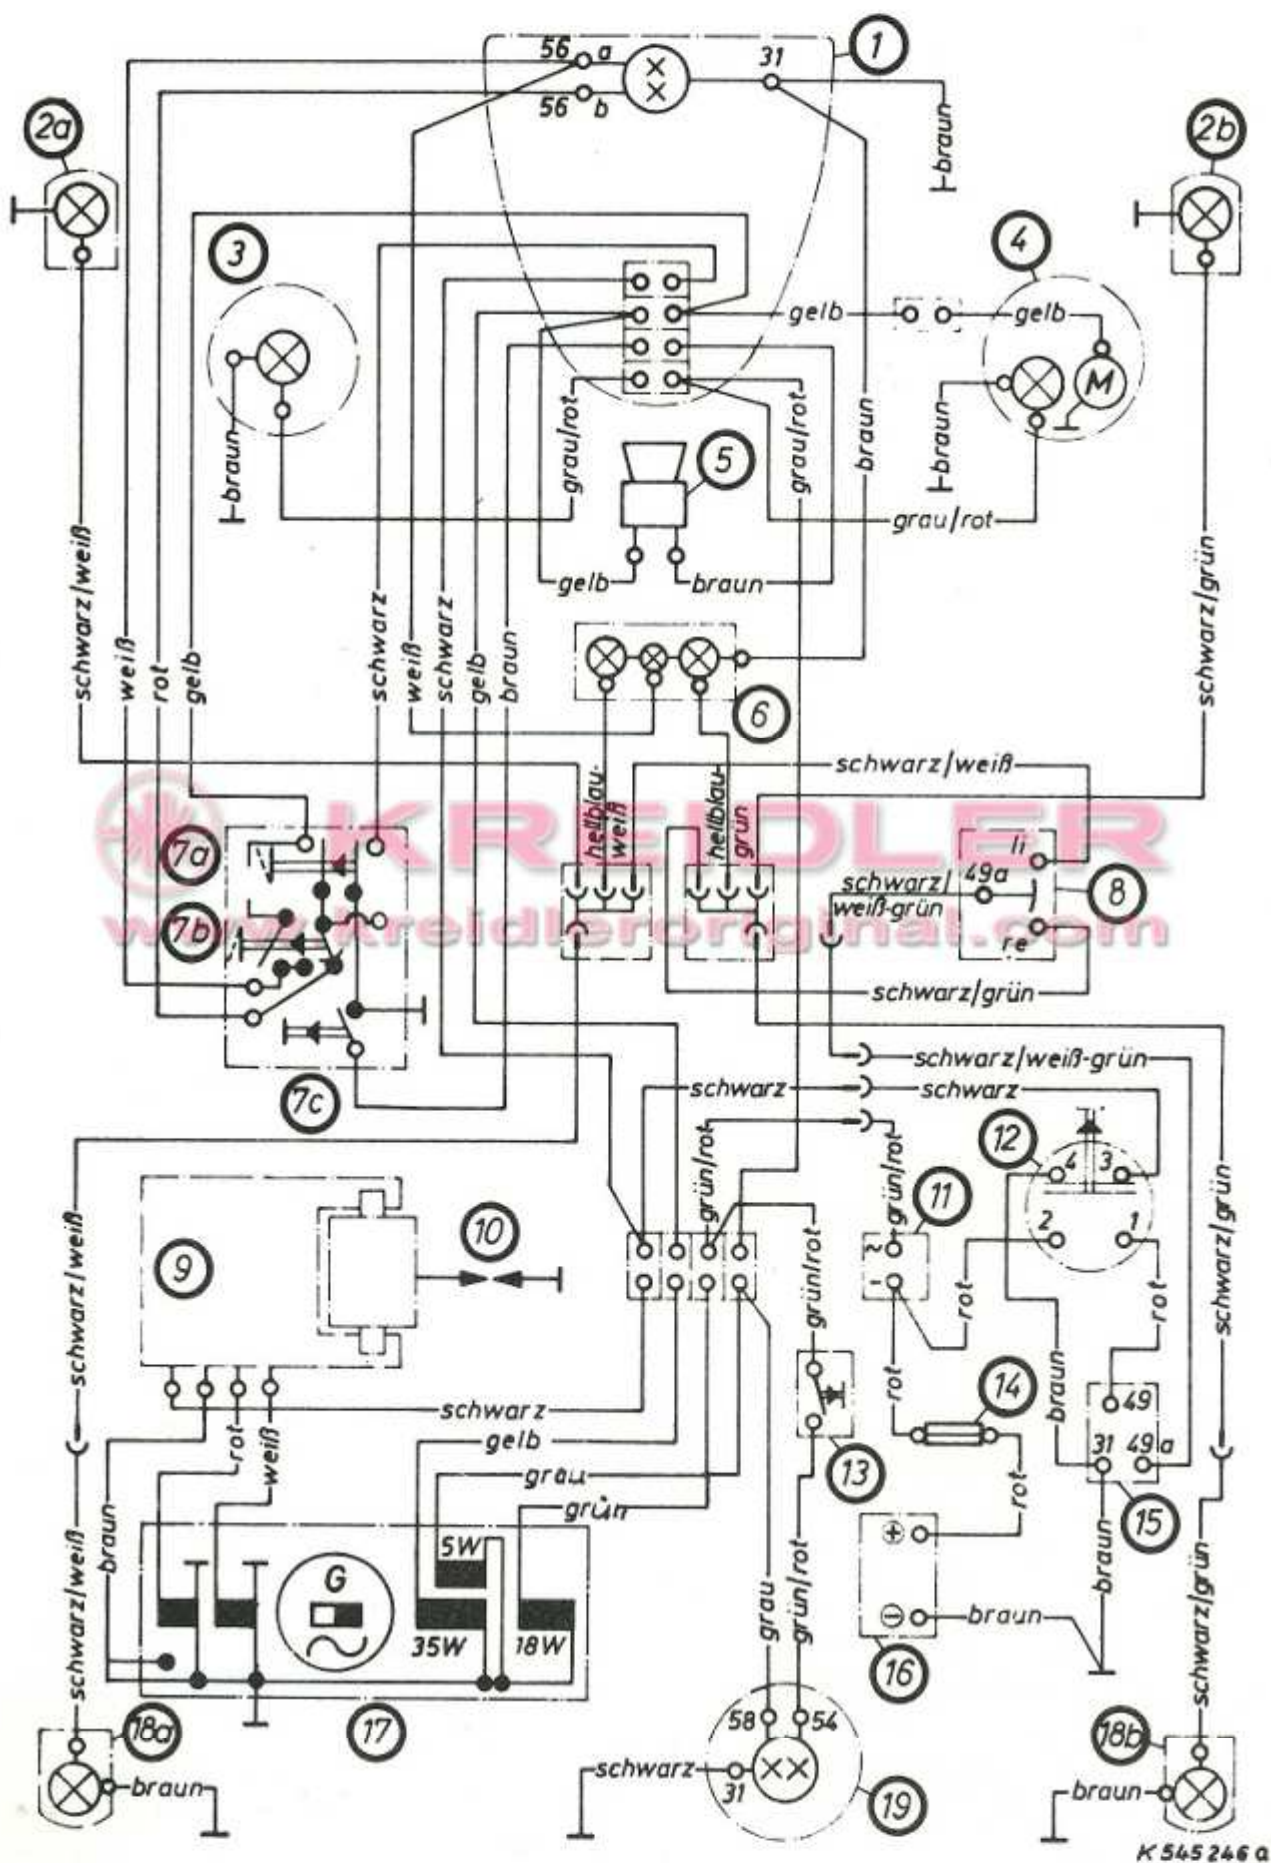 1
56 a
31
56 b
2a
2b
braun
3
4
gelb
gelb
M
braun
grau/rot
grau/rot
braun
braun
5
grau/rot
gelb
braun
schwarz/weiß
weiß
rot
gelb
schwarz
weiß
schwarz
gelb
braun
schwarz/grün
6
schwarz/weiß
hellblau-
weiß
hellblau-
grün
KREIDLER
www.kreidleroriginal.com
7a
7b
7c
li
49a
re
8
schwarz/
weiß-grün
schwarz/grün
schwarz/weiß-grün
schwarz
schwarz
12
4
3
2
1
grün/rot
grün/rot
11
~
-
9
10
schwarz/weiß
grün/rot
rot
rot
schwarz/grün
rot
14
braun
49
31
49 a
15
schwarz
gelb
grau
grün
rot
weiß
13
rot
braun
schwarz/weiß
G
5W
35W
18W
17
grau
grün/rot
+
-
braun
16
braun
schwarz/grün
18a
braun
58
54
31
schwarz
19
18b
braun
K 545 246 a